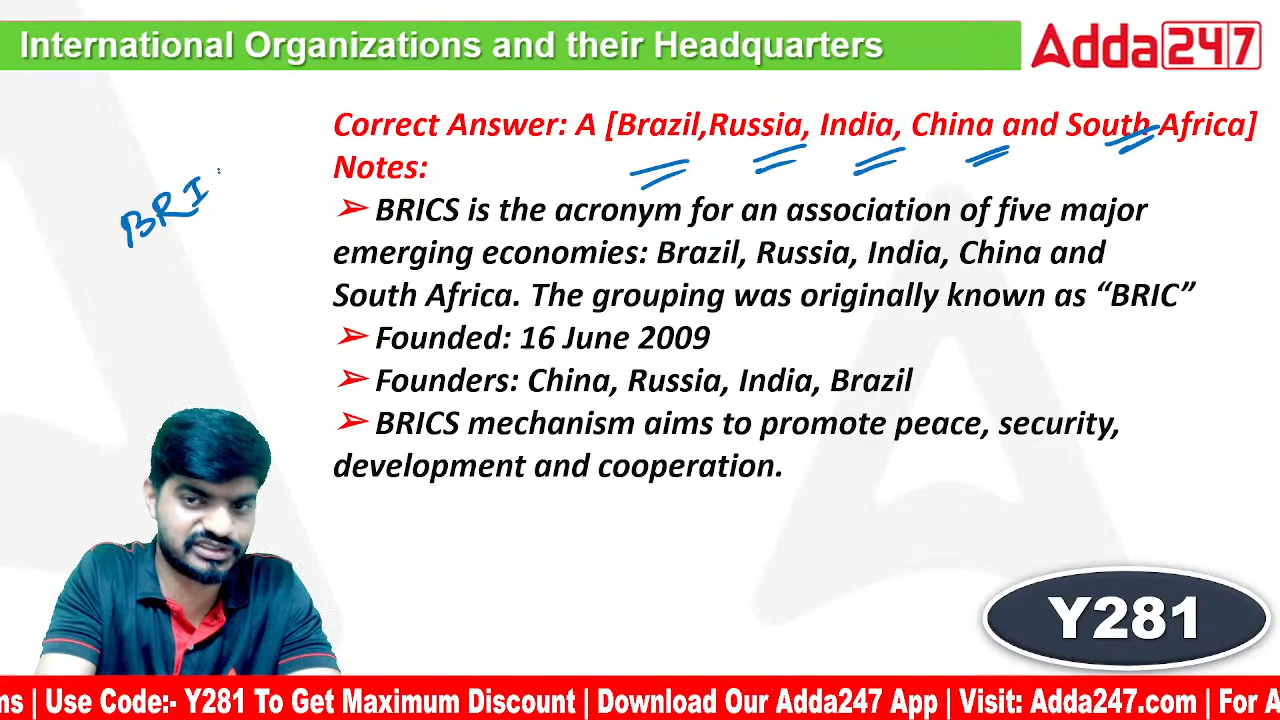 International Organizations and their Headquarters
Adda247
Correct Answer: A [Brazil,Russia, India, China and South Africa]
Notes:
➢ BRICS is the acronym for an association of five major
emerging economies: Brazil, Russia, India, China and
South Africa. The grouping was originally known as “BRIC”
➢ Founded: 16 June 2009
➢ Founders: China, Russia, India, Brazil
➢ BRICS mechanism aims to promote peace, security,
development and cooperation.
BRI
Y281
ms | Use Code:- Y281 To Get Maximum Discount | Download Our Adda247 App | Visit: Adda247.com | For A